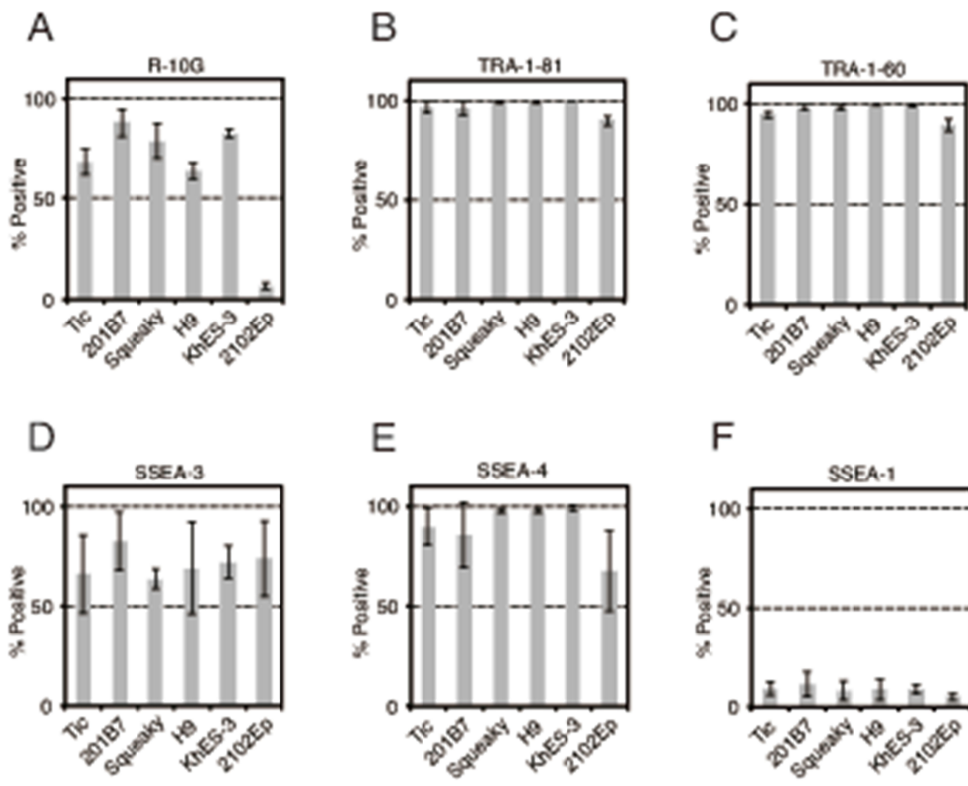 A
B
C
R-10G
TRA-1-81
TRA-1-60
% Positive
100
50
0
Tic
201B7
Squeaky
H9
KhES-3
2102Ep
% Positive
100
50
0
Tic
201B7
Squeaky
H9
KhES-3
2102Ep
% Positive
100
50
0
Tic
201B7
Squeaky
H9
KhES-3
2102Ep
D
E
F
SSEA-3
SSEA-4
SSEA-1
% Positive
100
50
0
Tic
201B7
Squeaky
H9
KhES-3
2102Ep
% Positive
100
50
0
Tic
201B7
Squeaky
H9
KhES-3
2102Ep
% Positive
100
50
0
Tic
201B7
Squeaky
H9
KhES-3
2102Ep